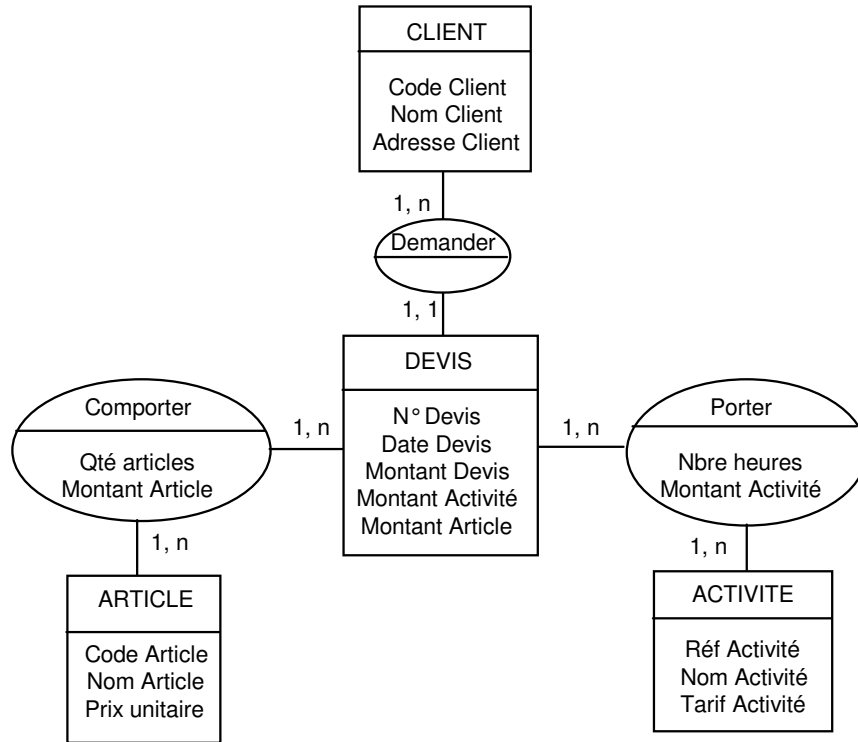 CLIENT
Code Client
Nom Client
Adresse Client
1, n
Demander
1, 1
DEVIS
N° Devis
Date Devis
Montant Devis
Montant Activité
Montant Article
Comporter
Qté articles
Montant Article
1, n
1, n
Porter
Nbre heures
Montant Activité
1, n
1, n
ARTICLE
Code Article
Nom Article
Prix unitaire
ACTIVITE
Réf Activité
Nom Activité
Tarif Activité